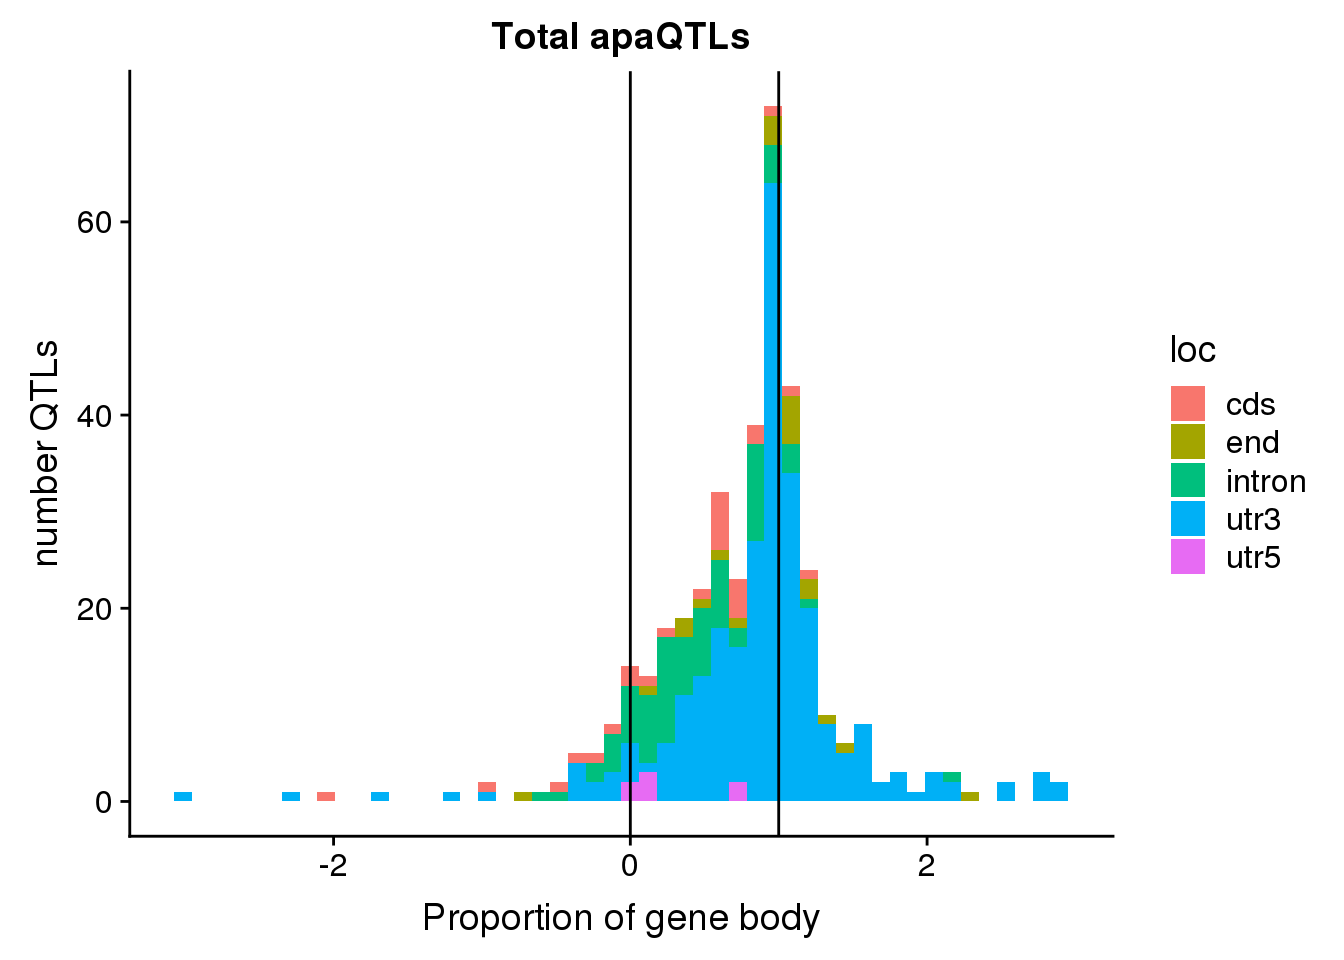 Total apaQTLs
number QTLs
60
40
20
0
-2
0
2
Proportion of gene body
loc
cds
end
intron
utr3
utr5